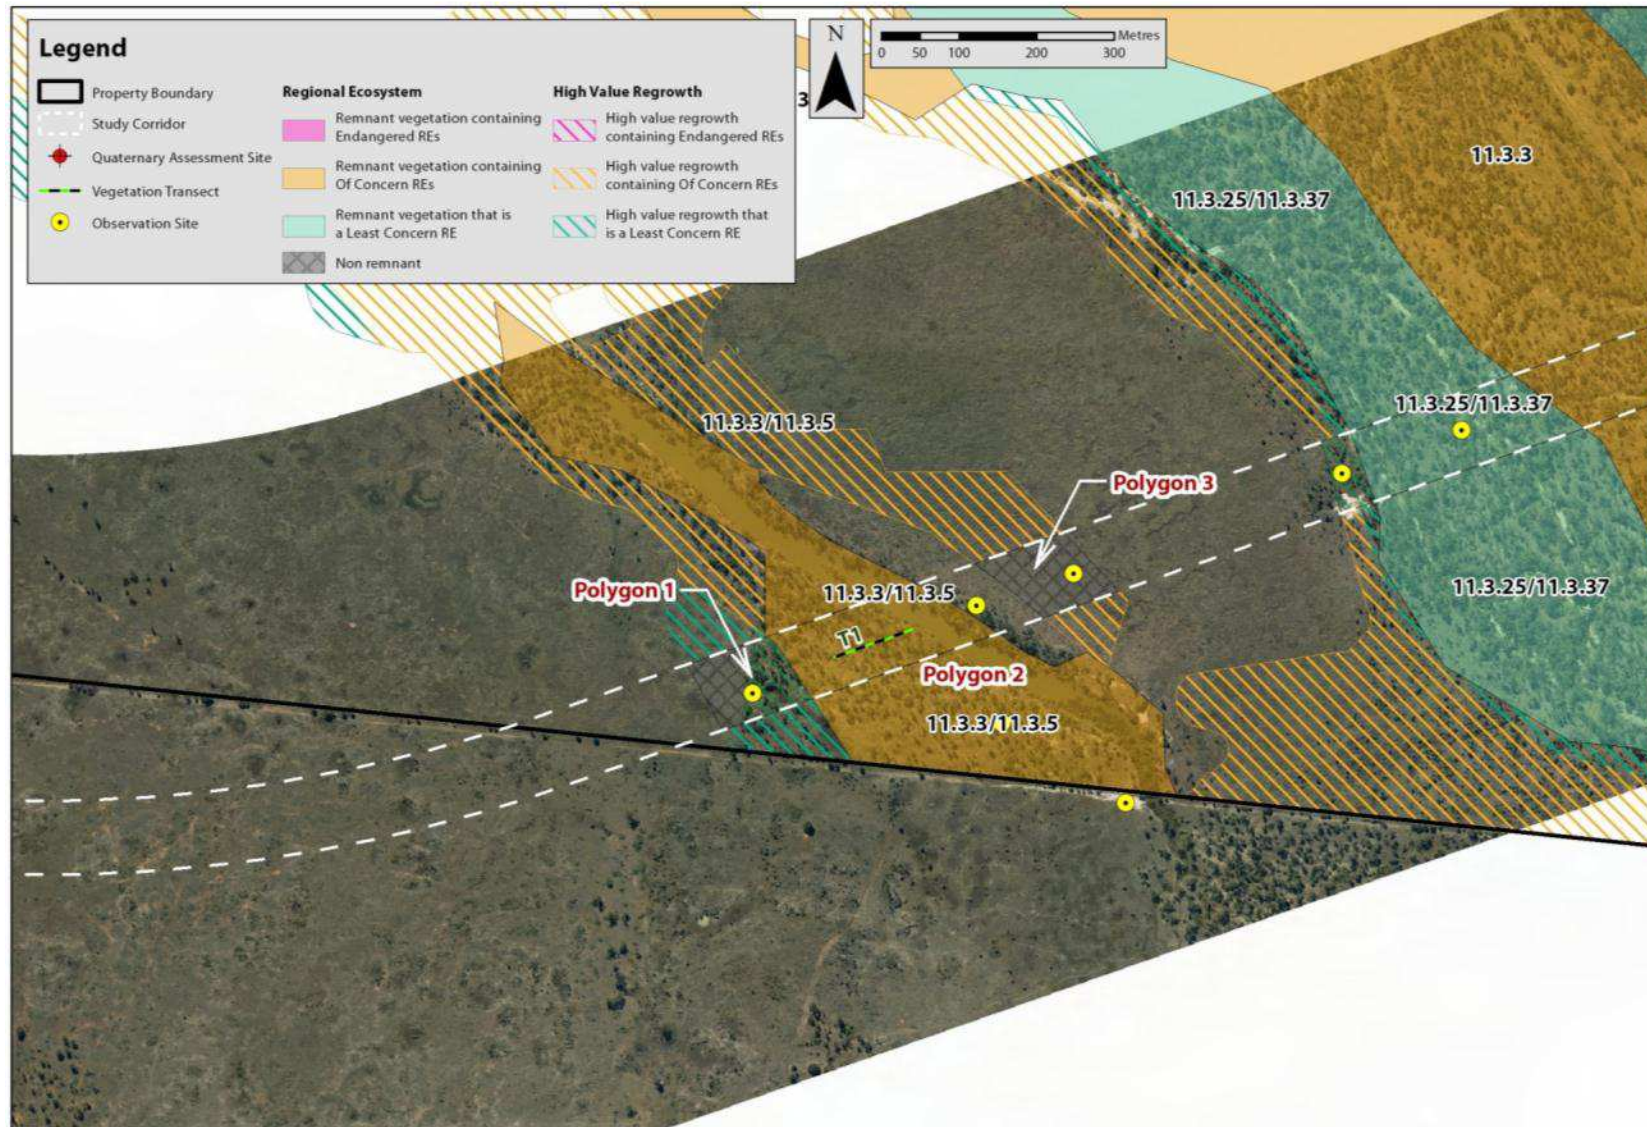 Legend
Property Boundary
Study Corridor
Quaternary Assessment Site
Vegetation Transect
Observation Site
Regional Ecosystem
Remnant vegetation containing
Endangered REs
Remnant vegetation containing
Of Concern REs
Remnant vegetation that is
a Least Concern RE
Non remnant
High Value Regrowth
High value regrowth
containing Endangered REs
High value regrowth
containing Of Concern REs
High value regrowth that
is a Least Concern RE
N
Metres
0 50 100 200 300
3
11.3.3
11.3.25/11.3.37
11.3.25/11.3.37
11.3.3/11.3.5
Polygon 3
Polygon 1
11.3.3/11.3.5
11.3.25/11.3.37
T1
Polygon 2
11.3.3/11.3.5